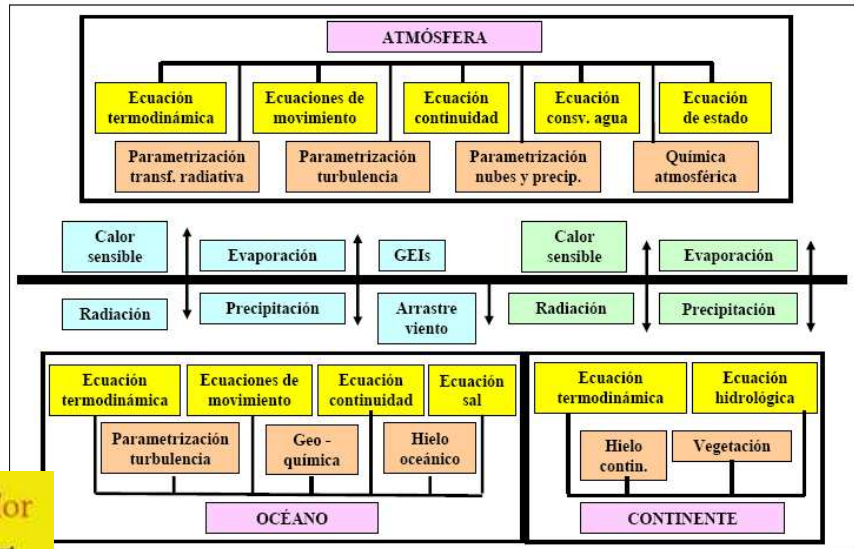 ATMÓSFERA
Ecuación
termodinámica
Ecuaciones de
movimiento
Ecuación
continuidad
Ecuación
consv. agua
Ecuación
de estado
Parametrización
transf. radiativa
Parametrización
turbulencia
Parametrización
nubes y precip.
Química
atmosférica
Calor
sensible
Evaporación
GEIs
Calor
sensible
Evaporación
Radiación
Precipitación
Arrastre
viento
Radiación
Precipitación
Ecuación
termodinámica
Ecuaciones de
movimiento
Ecuación
continuidad
Ecuación
sal
Parametrización
turbulencia
Geo -
química
Hielo
oceánico
OCÉANO
Ecuación
termodinámica
Ecuación
hidrológica
Hielo
contin.
Vegetación
CONTINENTE